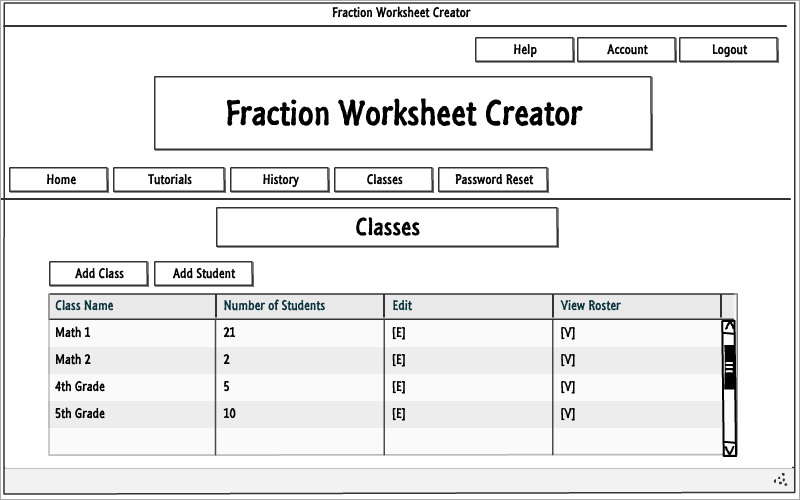 Fraction Worksheet Creator
Help Account Logout
Fraction Worksheet Creator
Home Tutorials History Classes Password Reset
Classes
Add Class Add Student
Class Name Number of Students Edit View Roster
Math 1 21 [E] [V]
Math 2 2 [E] [V]
4th Grade 5 [E] [V]
5th Grade 10 [E] [V]